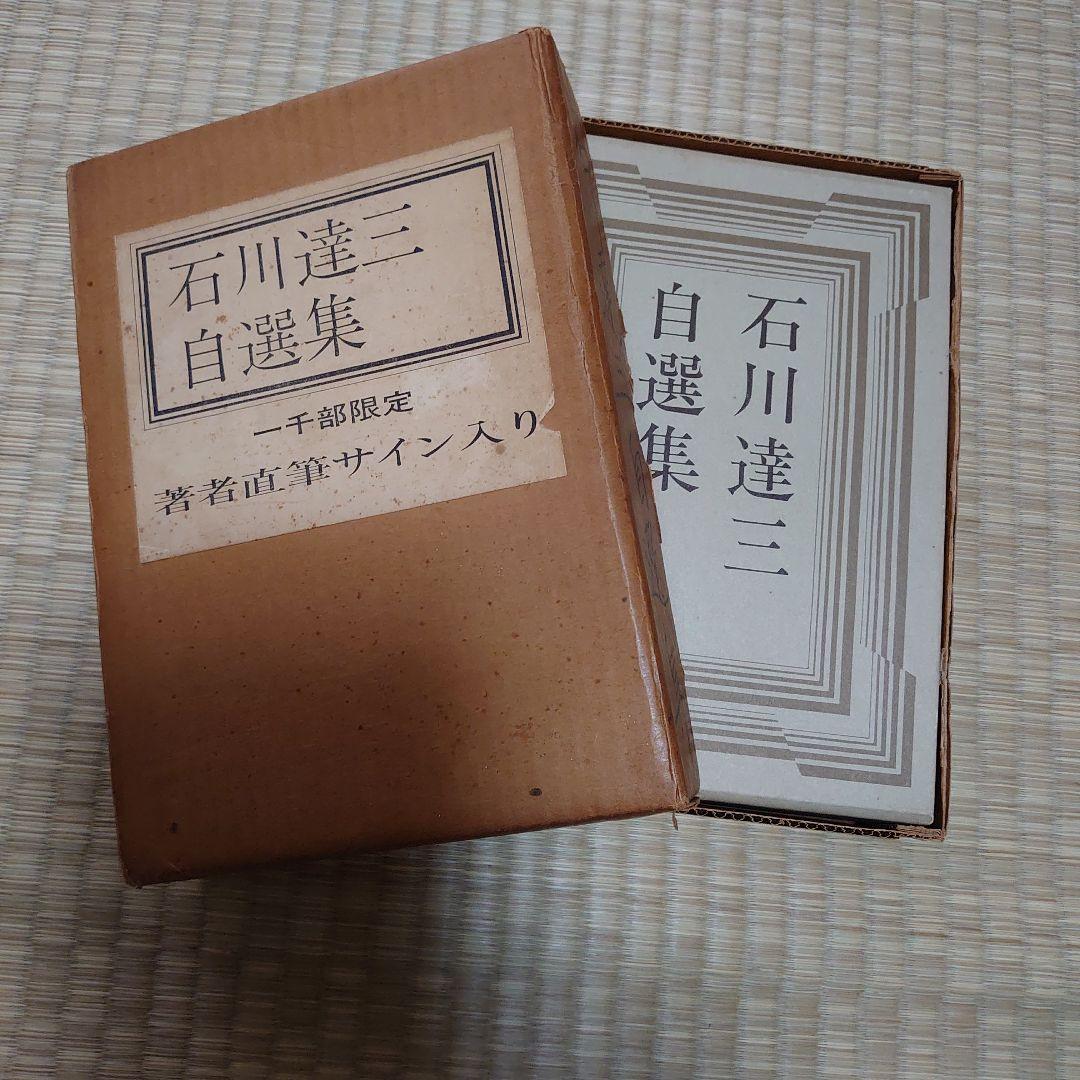 石川達三
自選集
一千部限定
著者直筆サイン入り
石川達三
自選集